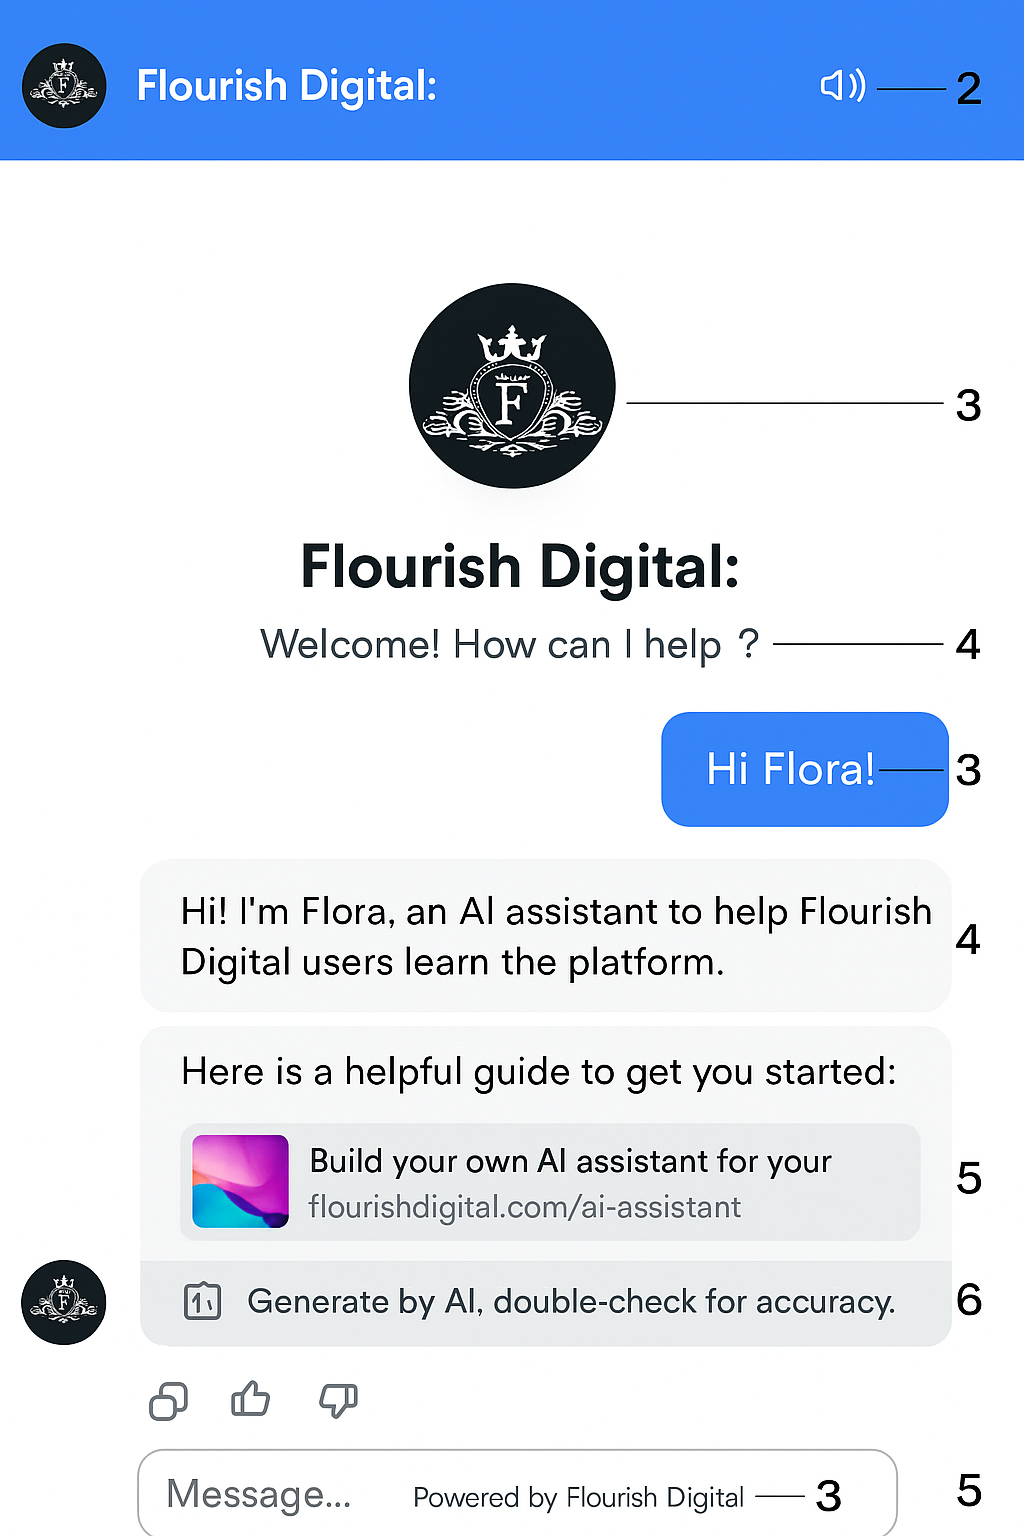 F
Flourish Digital:
2
F
3
Flourish Digital:
Welcome! How can I help ?
4
Hi Flora!
3
Hi! I'm Flora, an AI assistant to help Flourish
Digital users learn the platform.
4
Here is a helpful guide to get you started:
Build your own AI assistant for your
flourishdigital.com/ai-assistant
5
F
Generate by AI, double-check for accuracy.
6
Message...
Powered by Flourish Digital
3
5